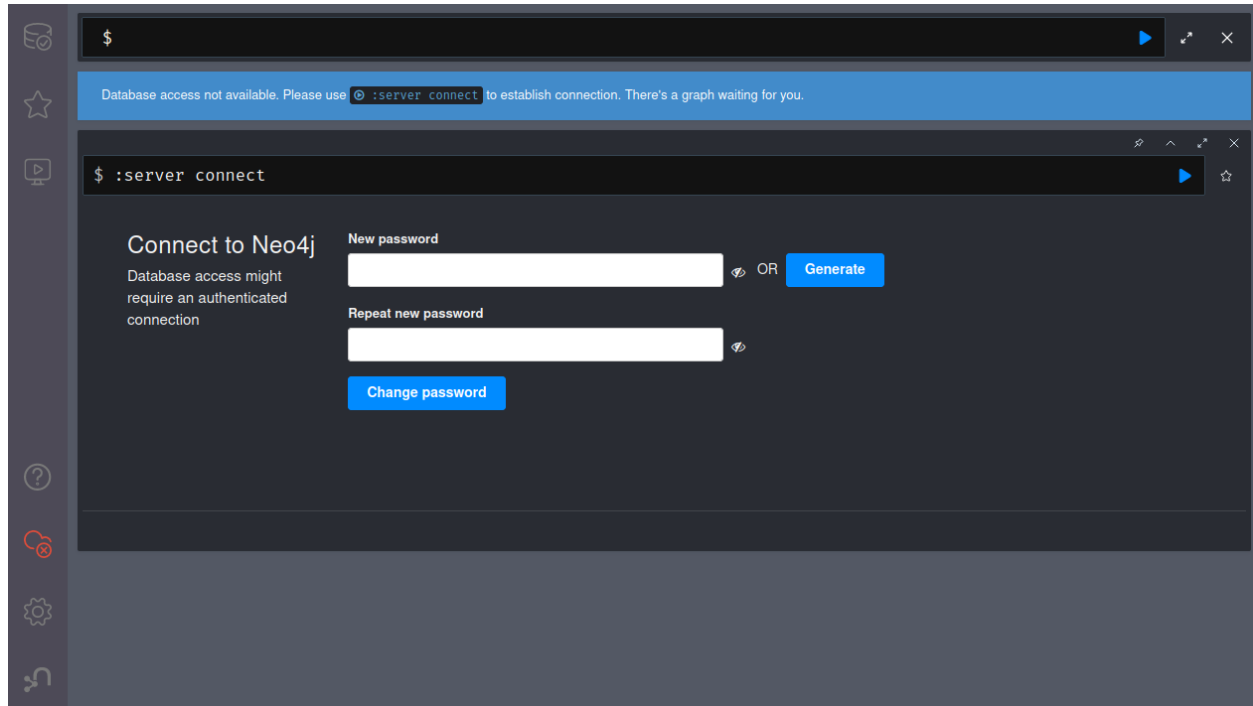 $
Database access not available. Please use :server connect to establish connection. There's a graph waiting for you.
$ :server connect
Connect to Neo4j
Database access might
require an authenticated
connection
New password
OR Generate
Repeat new password
Change password